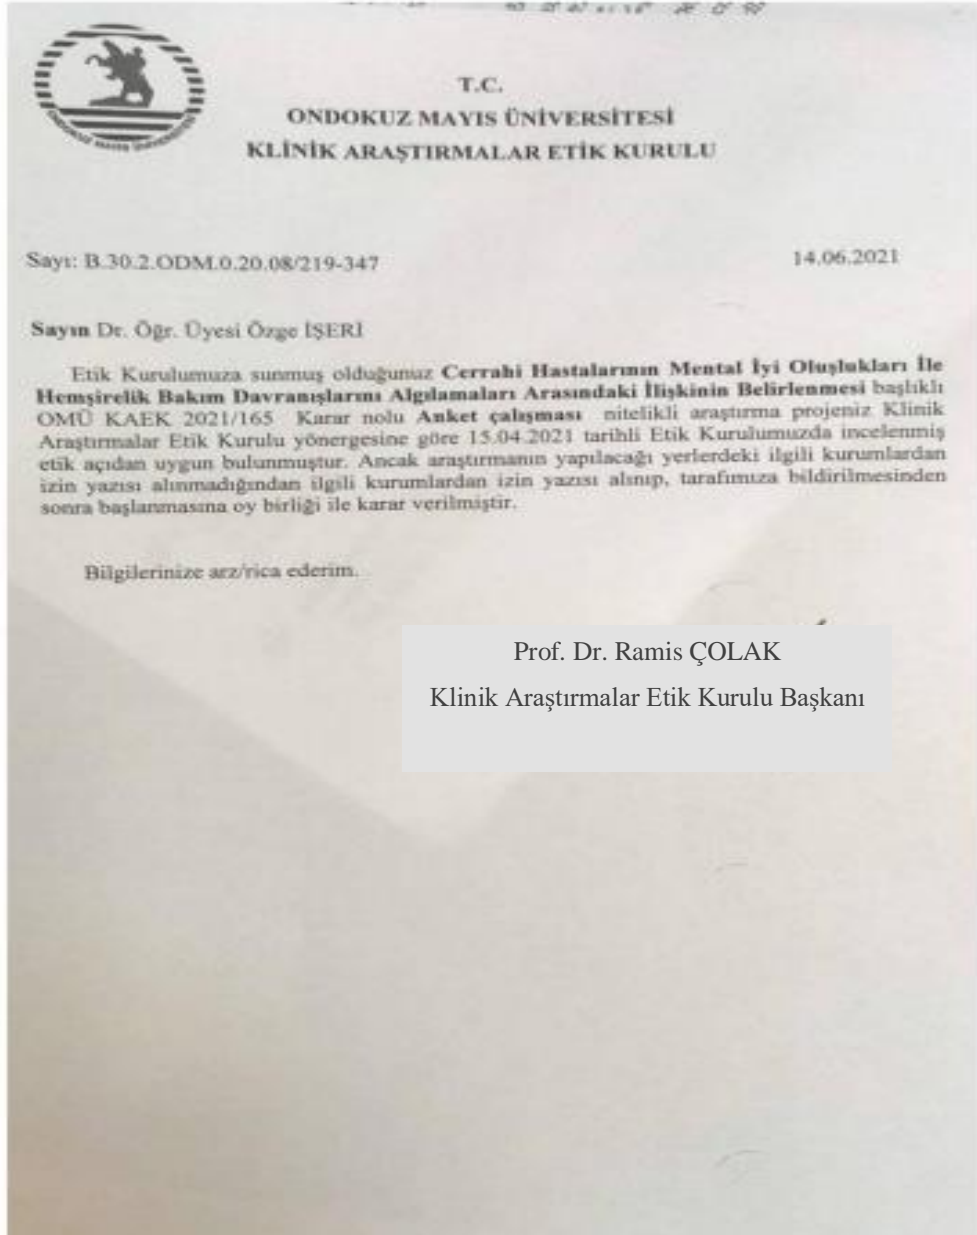 T.C.
ONDOKUZ MAYIS ÜNİVERSİTESİ
KLİNİK ARAŞTIRMALAR ETİK KURULU
Sayı: B.30.2.ODM.0.20.08/219-347
14.06.2021
Sayın Dr. Öğr. Üyesi Özge İŞERİ
Etik Kurulumuza sunmuş olduğunuz Cerrahi Hastalarının Mental İyi Oluşlukları İle
Hemşirelik Bakım Davranışlarını Algılamaları Arasındaki İlişkinin Belirlenmesi başlıklı
OMÜ KAEK 2021/165 Karar nolu Anket çalışması nitelikli araştırma projeniz Klinik
Araştırmalar Etik Kurulu yönergesine göre 15.04.2021 tarihli Etik Kurulumuzda incelenmiş
etik açıdan uygun bulunmuştur. Ancak araştırmanın yapılacağı yerlerdeki ilgili kurumlardan
izin yazısı alınmadığından ilgili kurumlardan izin yazısı alınıp, tarafımıza bildirilmesinden
sonra başlanmasına oy birliği ile karar verilmiştir.
Bilgilerinize arz/rica ederim.
Prof. Dr. Ramis ÇOLAK
Klinik Araştırmalar Etik Kurulu Başkanı